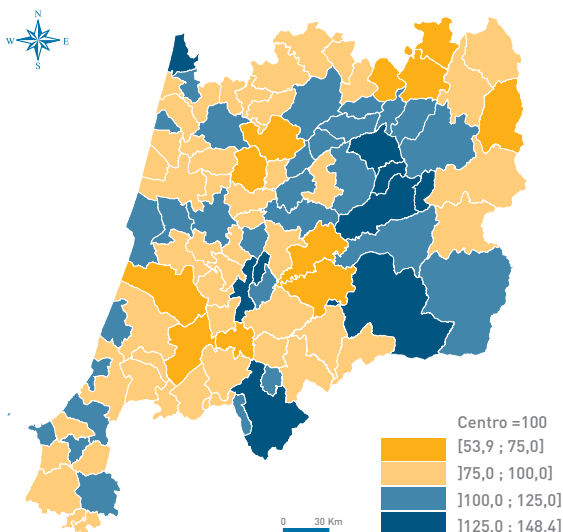 N
W E
S
Centro =100
[53,9 ; 75,0]
]75,0 ; 100,0]
]100,0 ; 125,0]
]125,0 ; 148,4]
0 30 Km